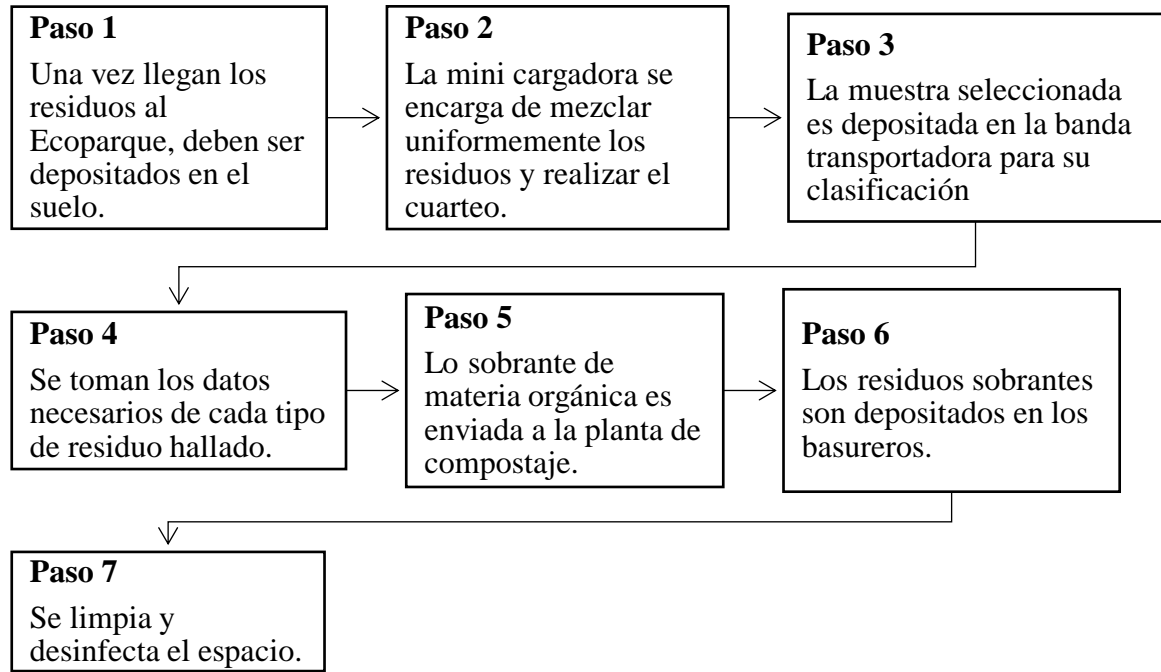 Paso 1
Una vez llegan los
residuos al
Ecoparque, deben ser
depositados en el
suelo.
Paso 2
La mini cargadora se
encarga de mezclar
uniformemente los
residuos y realizar el
cuarteo.
Paso 3
La muestra seleccionada
es depositada en la banda
transportadora para su
clasificación
Paso 4
Se toman los datos
necesarios de cada tipo
de residuo hallado.
Paso 5
Lo sobrante de
materia orgánica es
enviada a la planta de
compostaje.
Paso 6
Los residuos sobrantes
son depositados en los
basureros.
Paso 7
Se limpia y
desinfecta el espacio.